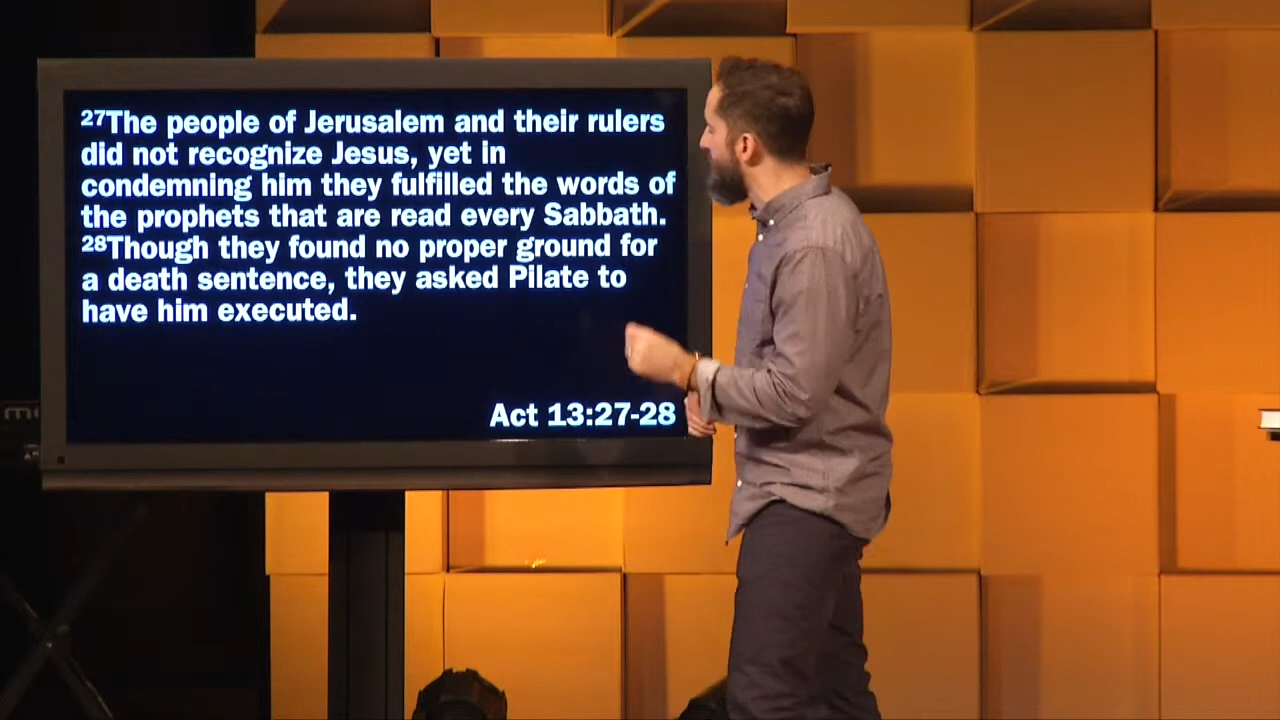 ²⁷The people of Jerusalem and their rulers
did not recognize Jesus, yet in
condemning him they fulfilled the words of
the prophets that are read every Sabbath.
²⁸Though they found no proper ground for
a death sentence, they asked Pilate to
have him executed.
Act 13:27-28